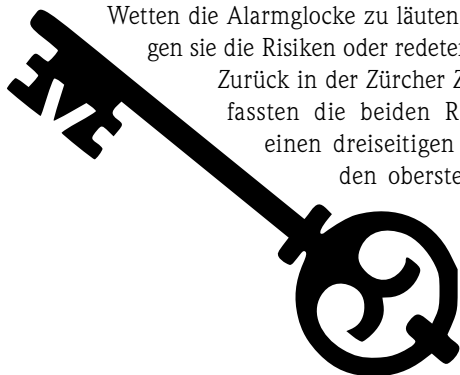 Wetten die Alarmglocke zu läuten
gen sie die Risiken oder redeten
Zurück in der Zürcher Z
fassten die beiden R
einen dreiseitigen
den oberste